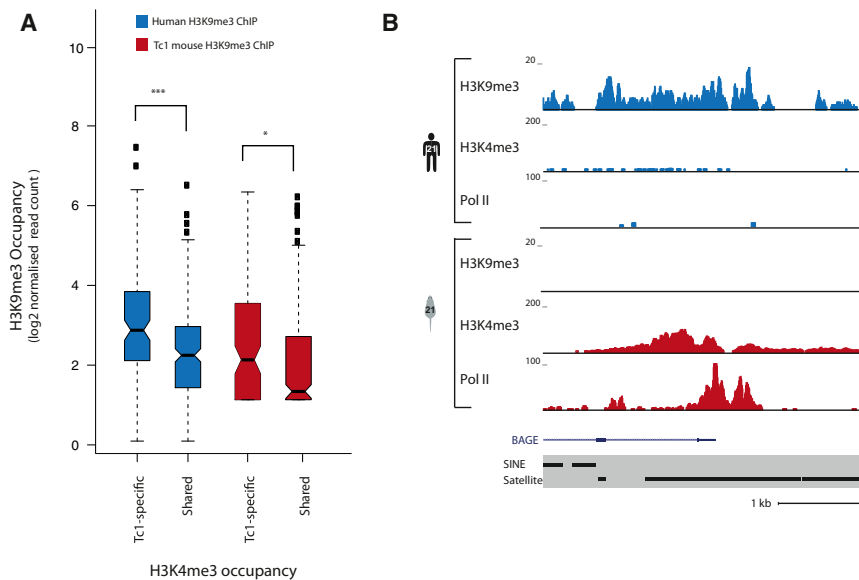 A
Human H3K9me3 ChIP
Tc1 mouse H3K9me3 ChIP
H3K9me3 Occupancy
(log2 normalised read count)
10
8
6
4
2
0
***
*
Tc1-specific
Shared
Tc1-specific
Shared
H3K4me3 occupancy
B
21
H3K9me3
20
H3K4me3
200
Pol II
100
21
H3K9me3
20
H3K4me3
200
Pol II
100
BAGE
SINE
Satellite
1 kb